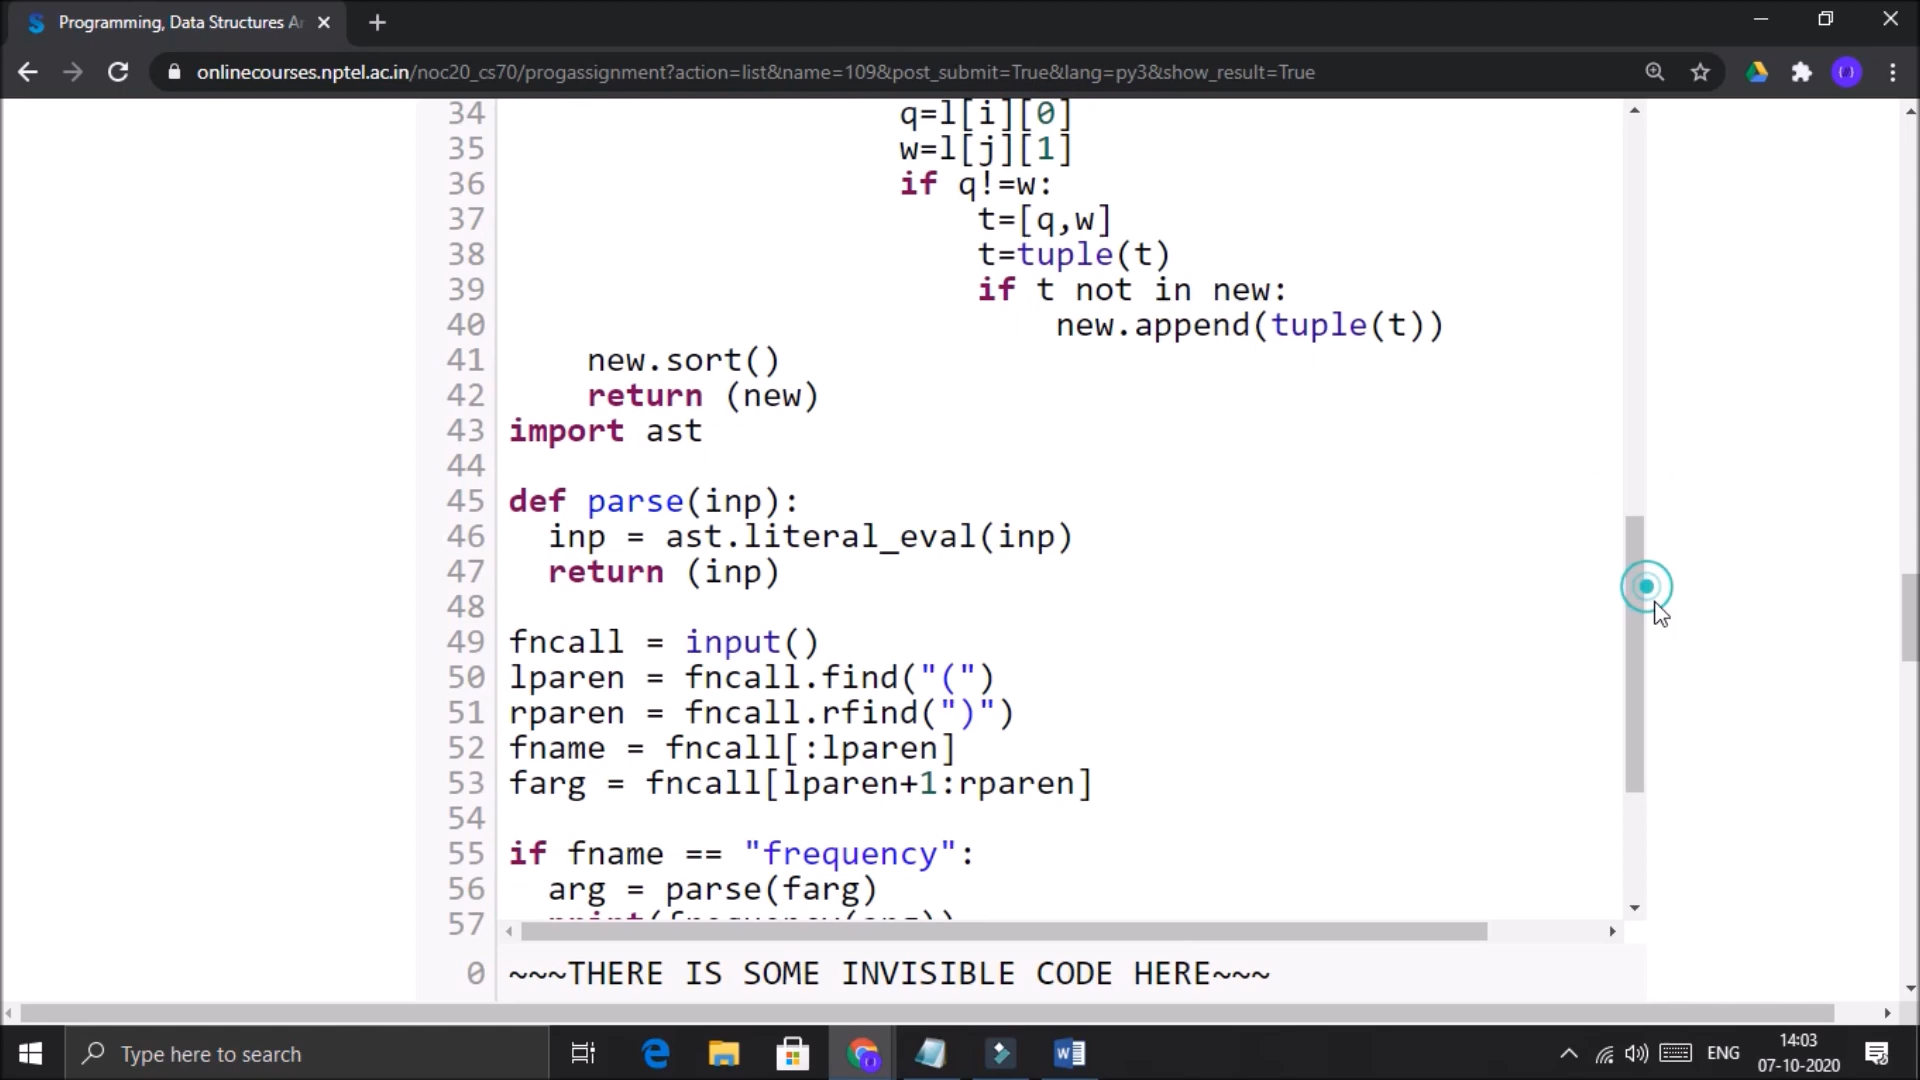 Programming, Data Structures Ar
onlinecourses.nptel.ac.in/noc20_cs70/progassignment?action=list&name=109&post_submit=True&lang=py3&show_result=True
34 q=l[i][0]
35 w=l[j][1]
36 if q!=w:
37 t=[q,w]
38 t=tuple(t)
39 if t not in new:
40 new.append(tuple(t))
41 new.sort()
42 return (new)
43 import ast
44
45 def parse(inp):
46 inp = ast.literal_eval(inp)
47 return (inp)
48
49 fncall = input()
50 lparen = fncall.find("(")
51 rparen = fncall.rfind(")")
52 fname = fncall[:lparen]
53 farg = fncall[lparen+1:rparen]
54
55 if fname == "frequency":
56 arg = parse(farg)
57 print(frequency(arg))
0 ~~~THERE IS SOME INVISIBLE CODE HERE~~~
Type here to search
ENG
14:03
07-10-2020